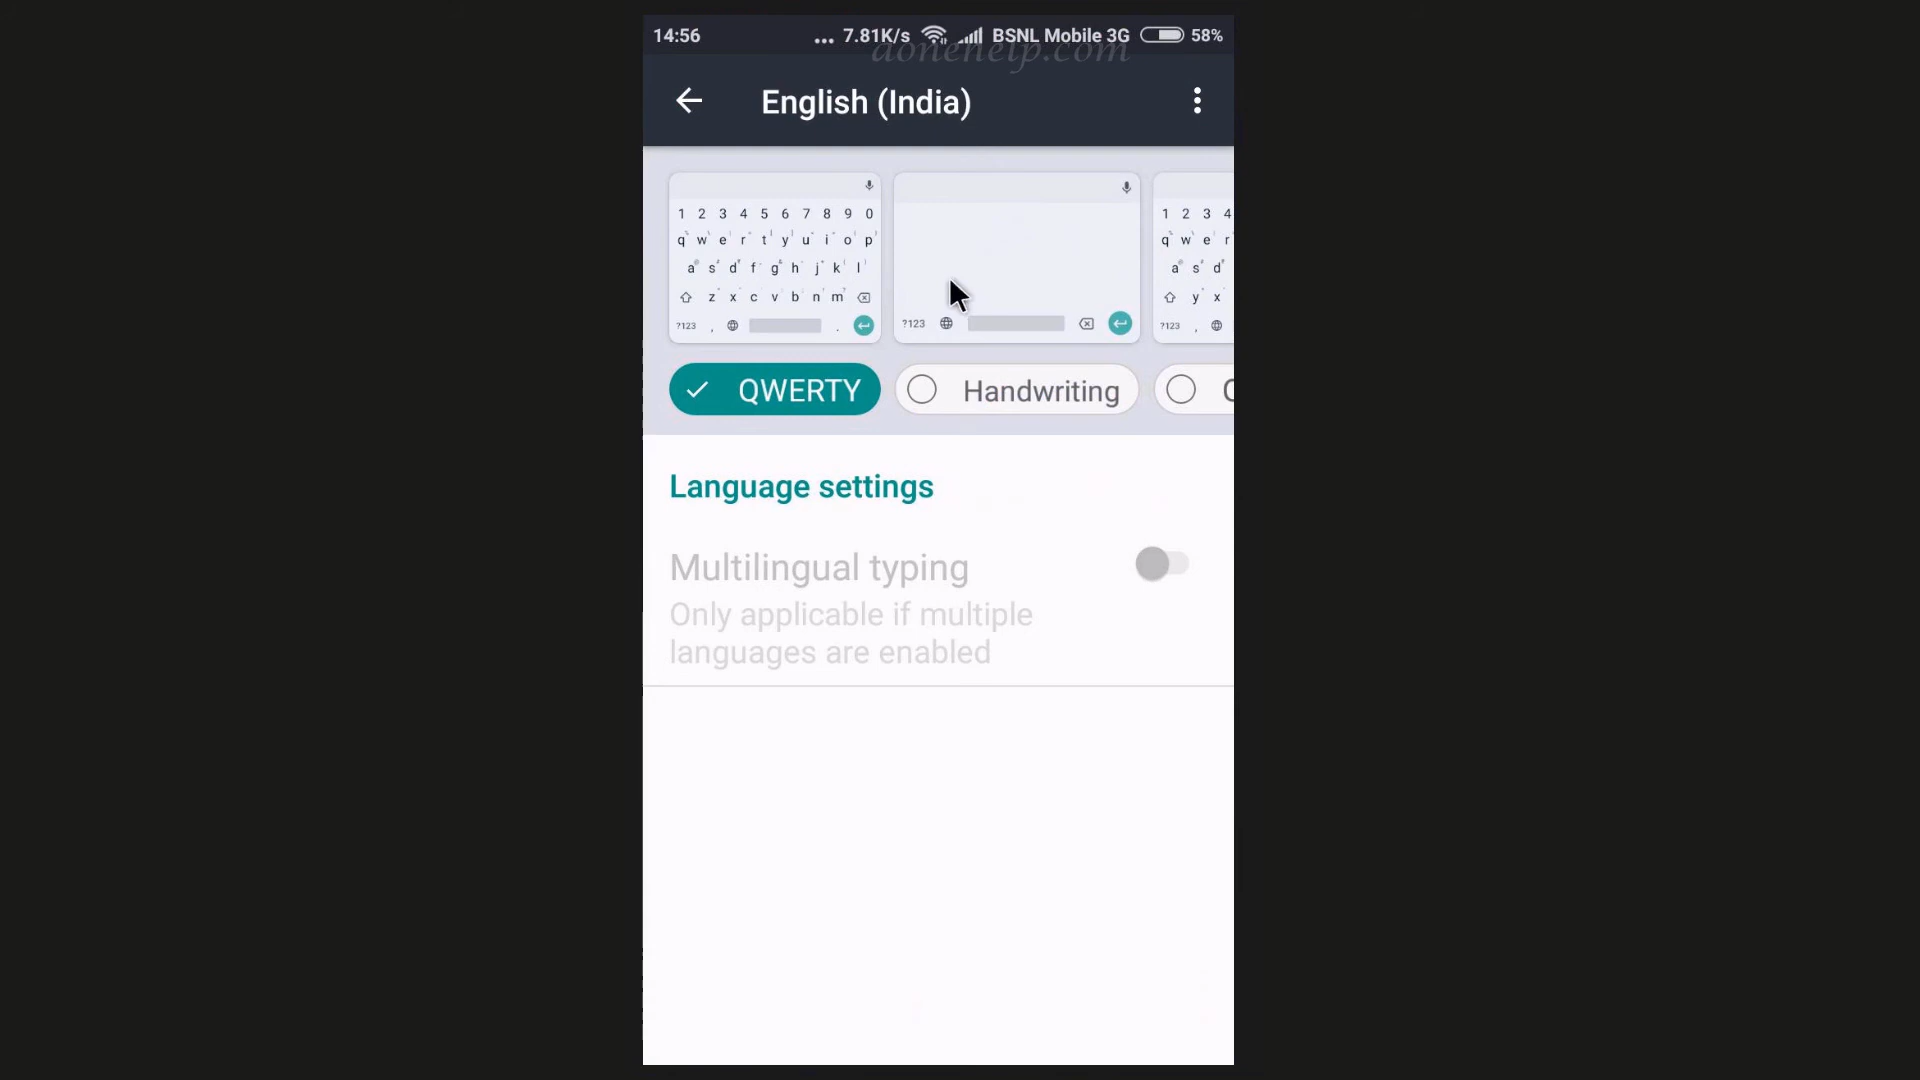 14:56 ... 7.81K/s BSNL Mobile 3G 58%
aonehelp.com
English (India)
1 2 3 4 5 6 7 8 9 0
q w e r t y u i o p
a s d f g h j k l
z x c v b n m
?123 , .
?123
1 2 3 4
q w e r
a s d
y x
?123 ,
QWERTY
Handwriting
Language settings
Multilingual typing
Only applicable if multiple
languages are enabled